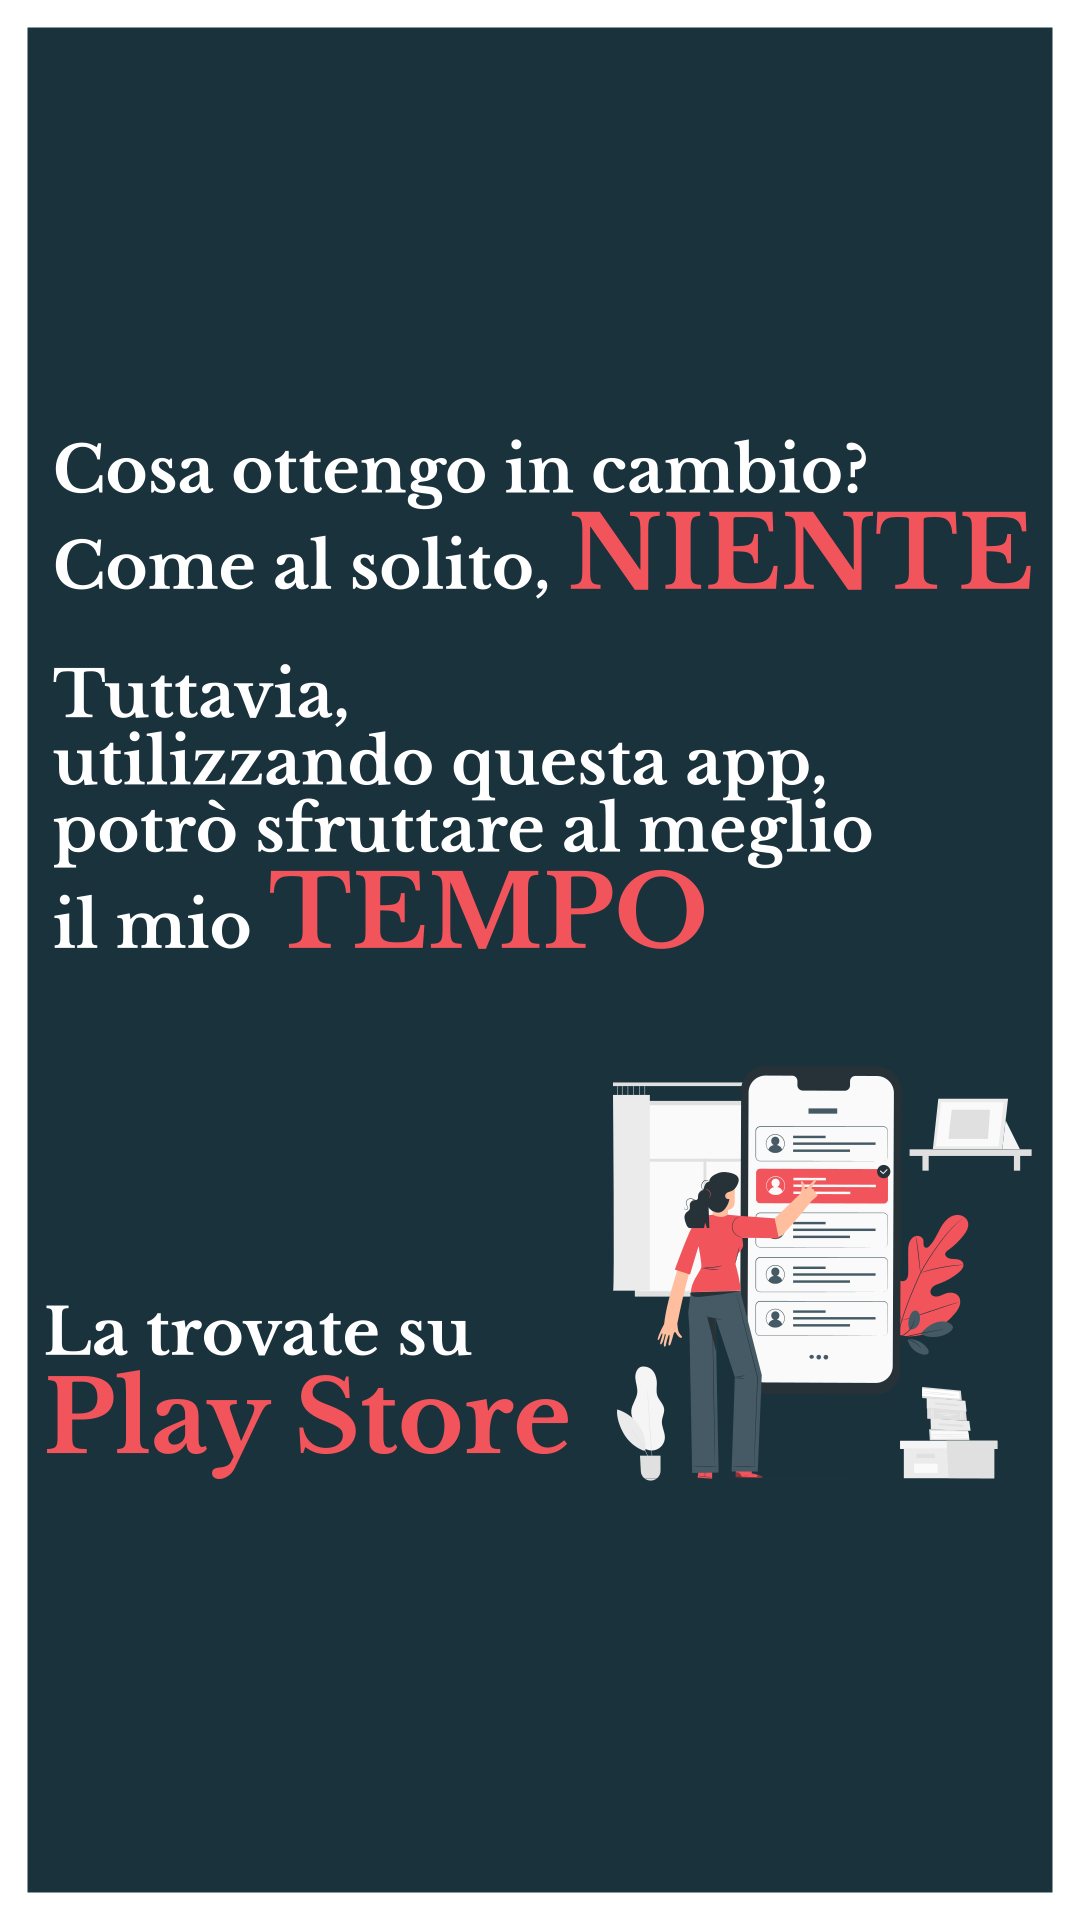 Cosa ottengo in cambio?
Come al solito, NIENTE
Tuttavia,
utilizzando questa app,
potrò sfruttare al meglio
il mio TEMPO
La trovate su
Play Store